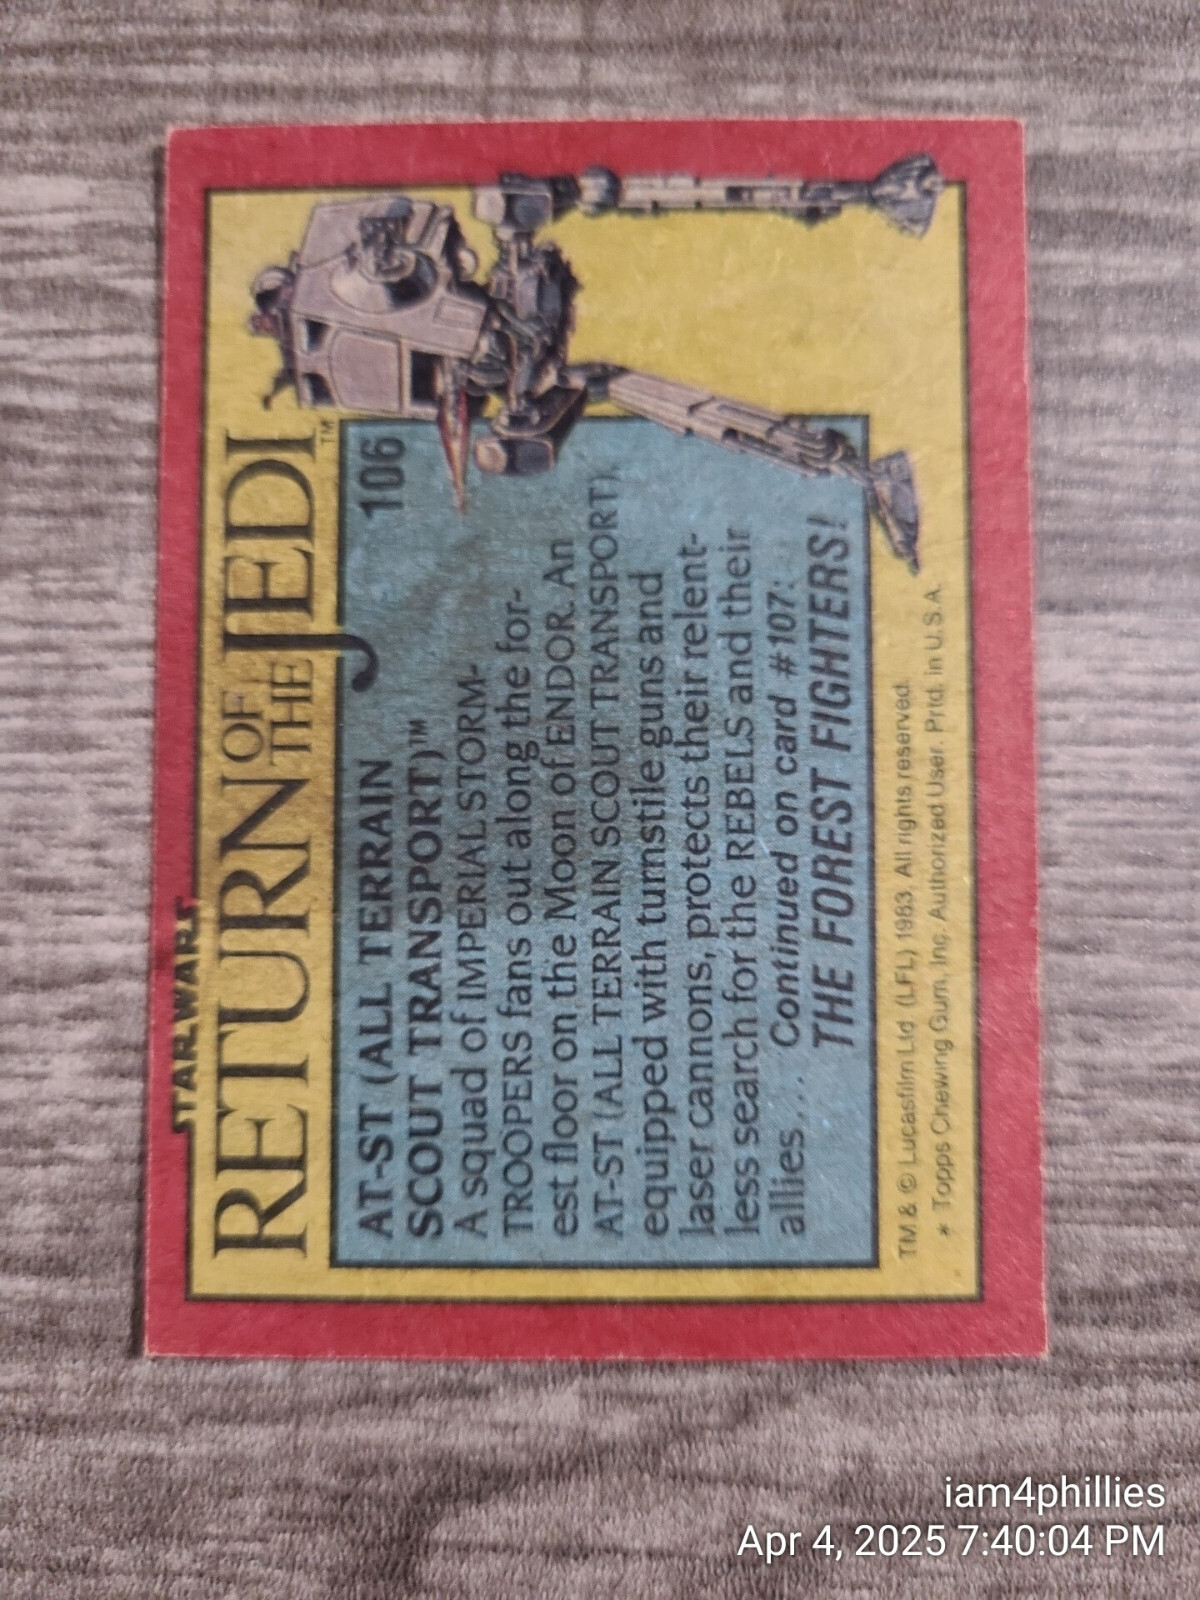 STAR WARS
RETURN OF THE JEDI™
106
AT-ST (ALL TERRAIN
SCOUT TRANSPORT)™
A squad of IMPERIAL STORM-
TROOPERS fans out along the for-
est floor on the Moon of ENDOR. An
AT-ST (ALL TERRAIN SCOUT TRANSPORT),
equipped with turnstile guns and
laser cannons, protects their relent-
less search for the REBELS and their
allies... Continued on card #107:
THE FOREST FIGHTERS!
TM & © Lucasfilm Ltd. (LFL) 1983. All rights reserved.
* Topps Chewing Gum, Inc. Authorized User. Prtd. in U.S.A.
iam4phillies
Apr 4, 2025 7:40:04 PM